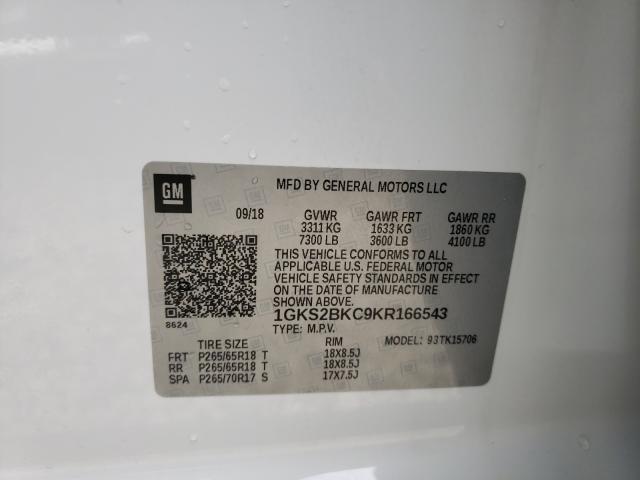 GM
MFD BY GENERAL MOTORS LLC
09/18 GVWR GAWR FRT GAWR RR
3311 KG 1633 KG 1860 KG
7300 LB 3600 LB 4100 LB
THIS VEHICLE CONFORMS TO ALL
APPLICABLE U.S. FEDERAL MOTOR
VEHICLE SAFETY STANDARDS IN EFFECT
ON THE DATE OF MANUFACTURE
SHOWN ABOVE.
8624 1GKS2BKC9KR166543
TYPE: M.P.V. MODEL: 93TK15706
TIRE SIZE RIM
FRT P265/65R18 T 18X8.5J
RR P265/65R18 T 18X8.5J
SPA P265/70R17 S 17X7.5J